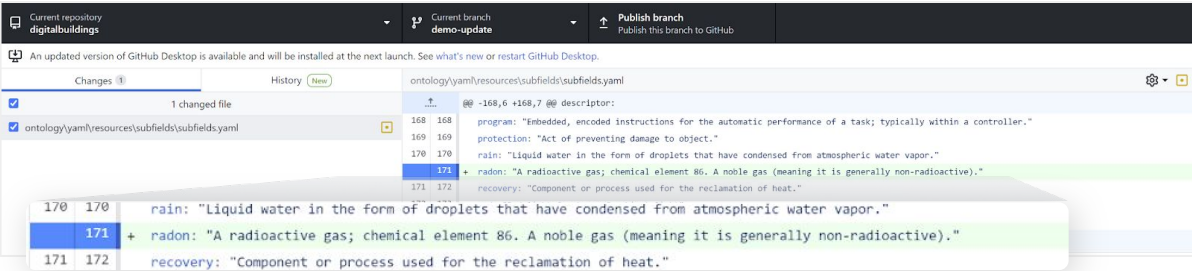 Current repository
digitalbuildings
Current branch
demo-update
Publish branch
Publish this branch to GitHub
An updated version of GitHub Desktop is available and will be installed at the next launch. See what's new or restart GitHub Desktop.
Changes 1
History New
ontology\yaml\resources\subfields\subfields.yaml
1 changed file
ontology\yaml\resources\subfields\subfields.yaml
@@ -168,6 +168,7 @@ descriptor:
168 168 program: "Embedded, encoded instructions for the automatic performance of a task; typically within a controller."
169 169 protection: "Act of preventing damage to object."
170 170 rain: "Liquid water in the form of droplets that have condensed from atmospheric water vapor."
171 + radon: "A radioactive gas; chemical element 86. A noble gas (meaning it is generally non-radioactive)."
171 172 recovery: "Component or process used for the reclamation of heat."
170 170 rain: "Liquid water in the form of droplets that have condensed from atmospheric water vapor."
171 + radon: "A radioactive gas; chemical element 86. A noble gas (meaning it is generally non-radioactive)."
171 172 recovery: "Component or process used for the reclamation of heat."